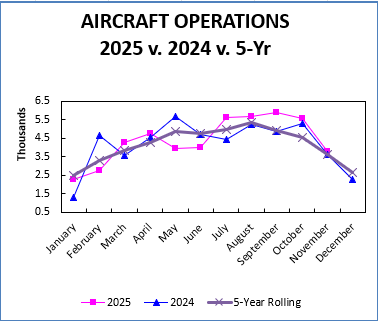 AIRCRAFT OPERATIONS
2025 v. 2024 v. 5-Yr
Thousands
6.5
5.5
4.5
3.5
2.5
1.5
0.5
January
February
March
April
May
June
July
August
September
October
November
December
2025
2024
5-Year Rolling